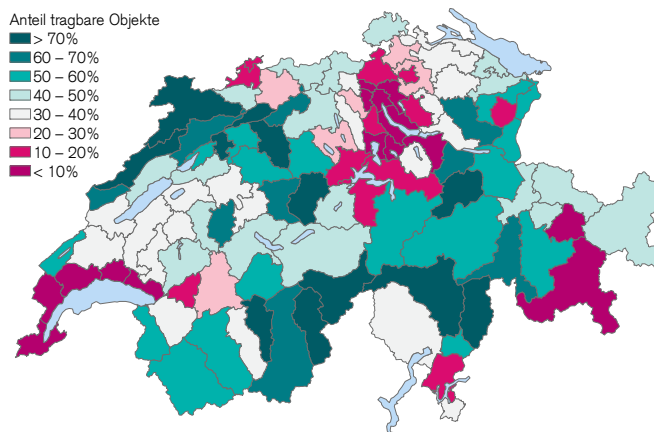 Anteil tragbare Objekte
> 70%
60 – 70%
50 – 60%
40 – 50%
30 – 40%
20 – 30%
10 – 20%
< 10%